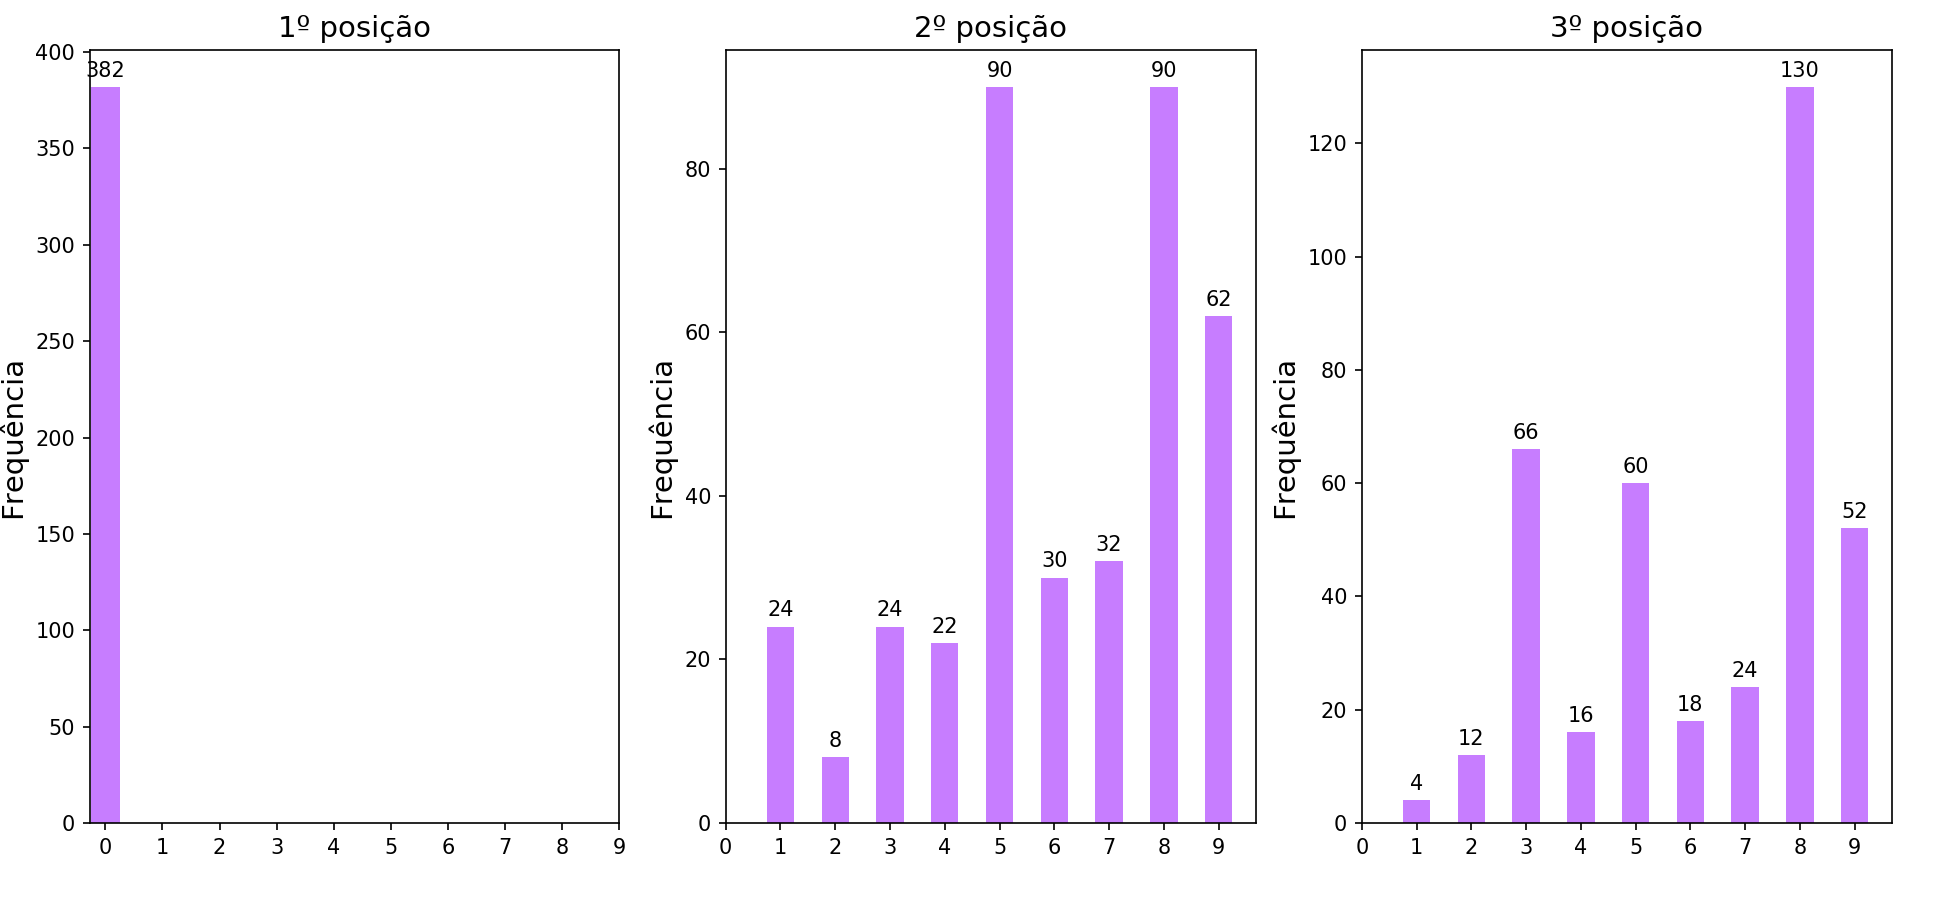 1º posição
Frequência
400
350
300
250
200
150
100
50
0
382
0 1 2 3 4 5 6 7 8 9
2º posição
Frequência
80
60
40
20
0
24 8 24 22 90 30 32 90 62
0 1 2 3 4 5 6 7 8 9
3º posição
Frequência
120
100
80
60
40
20
0
4 12 66 16 60 18 24 130 52
0 1 2 3 4 5 6 7 8 9